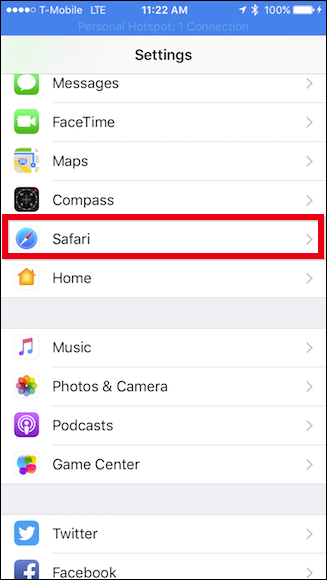 T-Mobile LTE 11:22 AM 100%
Personal Hotspot: 1 Connection
Settings
Messages
FaceTime
Maps
Compass
Safari
Home
Music
Photos & Camera
Podcasts
Game Center
Twitter
Facebook